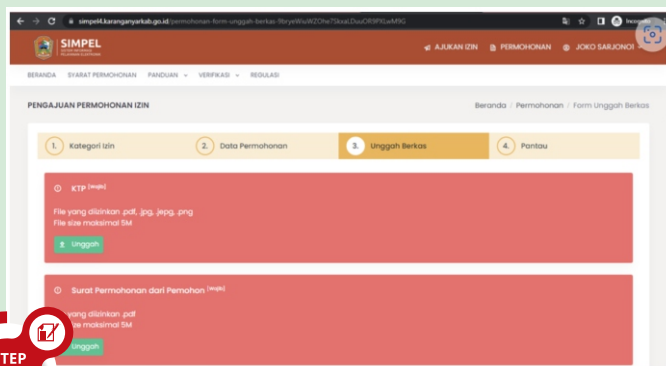 simpel4.karanganyarkab.go.id/permohonan-form-unggah-berkas
SIMPEL
AJUKAN IZIN PERMOHONAN JOKO SARJONO1
BERANDA SYARAT PERMOHONAN PANDUAN VERIFIKASI REGULASI
PENGAJUAN PERMOHONAN IZIN Beranda / Permohonan / Form Unggah Berkas
1. Kategori Izin 2. Data Permohonan 3. Unggah Berkas 4. Pantau
KTP [Wajib]
File yang diizinkan .pdf, .jpg, .jepg, .png
File size maksimal 5M
Unggah
Surat Permohonan dari Pemohon [Wajib]
yang diizinkan .pdf
ze maksimal 5M
Unggah
TEP